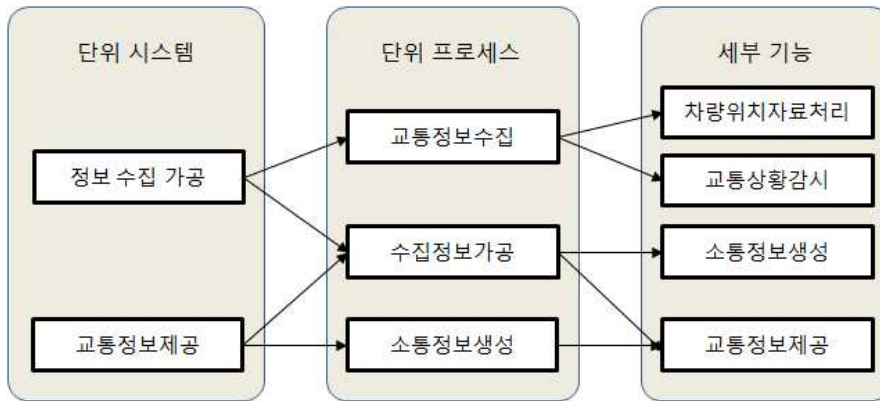 단위 시스템
정보 수집 가공
교통정보제공
단위 프로세스
교통정보수집
수집정보가공
소통정보생성
세부 기능
차량위치자료처리
교통상황감시
소통정보생성
교통정보제공